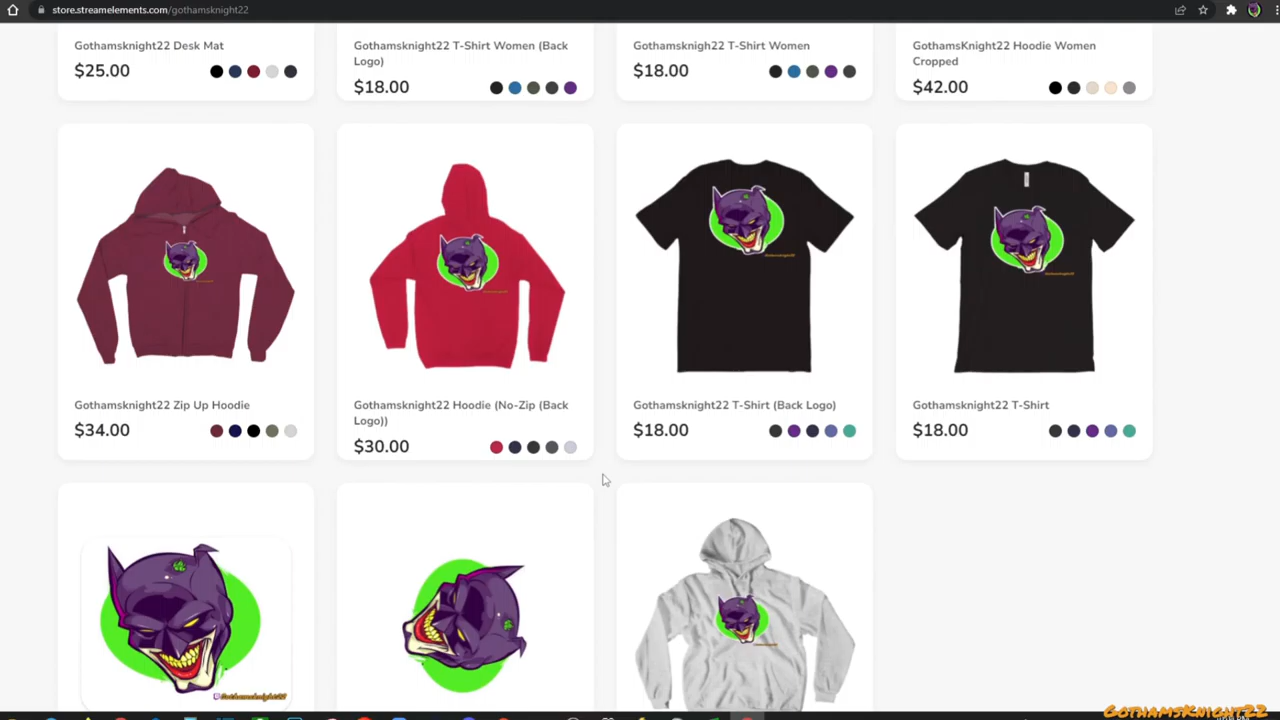 store.streamelements.com/gothamsknight22
Gothamsknight22 Desk Mat
$25.00
Gothamsknight22 T-Shirt Women (Back
Logo)
$18.00
Gothamsknigh22 T-Shirt Women
$18.00
GothamsKnight22 Hoodie Women
Cropped
$42.00
Gothamsknight22 Zip Up Hoodie
$34.00
Gothamsknight22 Hoodie (No-Zip (Back
Logo))
$30.00
Gothamsknight22 T-Shirt (Back Logo)
$18.00
Gothamsknight22 T-Shirt
$18.00
Gothamsknight22
GothamsKnight22